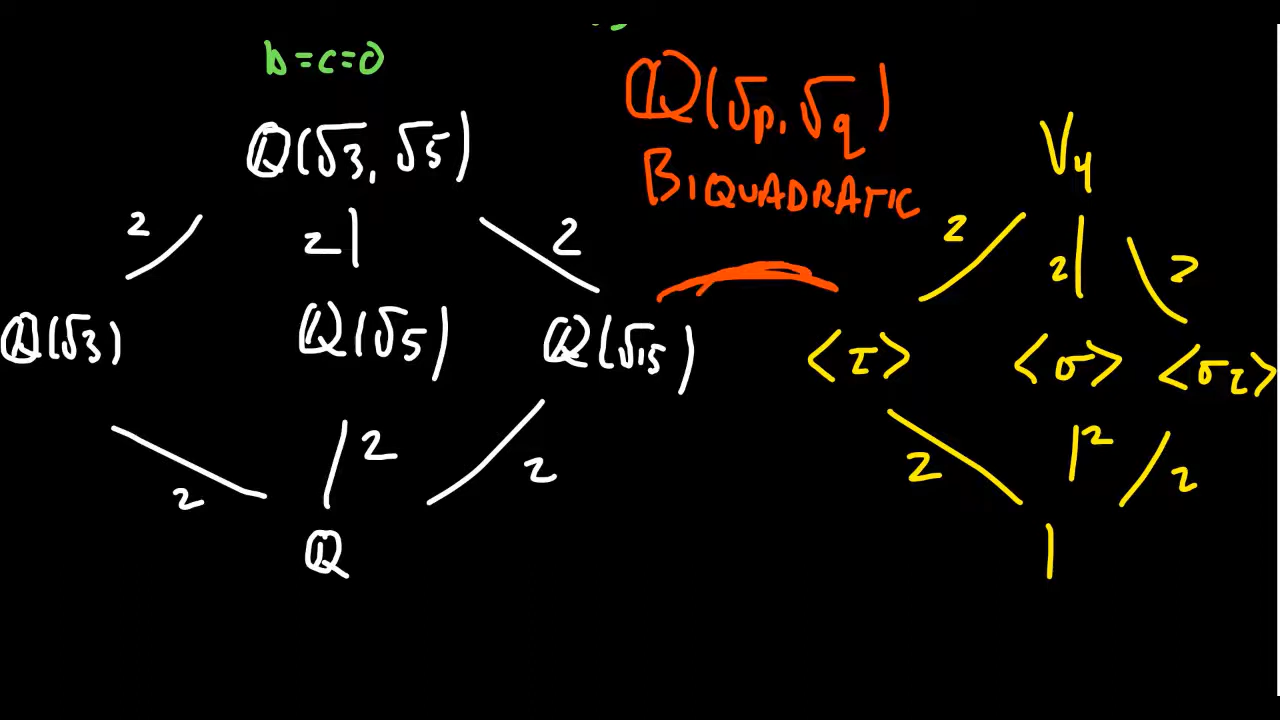 b=c=0
ℚ(√3, √5)
2 2 2
ℚ(√3) ℚ(√5) ℚ(√15)
2 2 2
ℚ
ℚ(√p, √q)
BIQUADRATIC
V4
2 2 2
<τ> <σ> <στ>
2 2 2
1